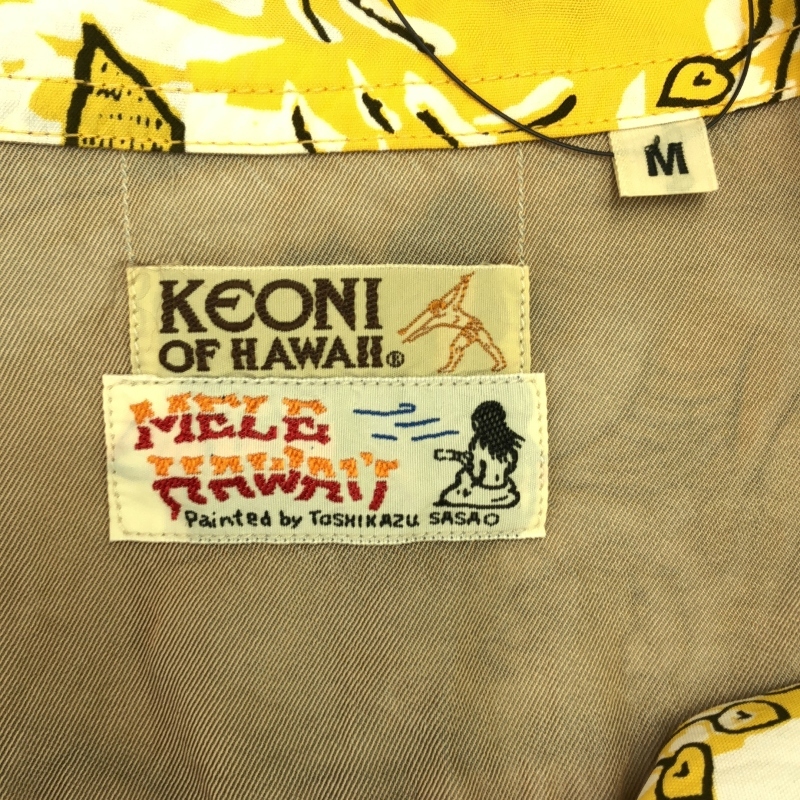 M
KEONI
OF HAWAII®
MELE
HAWAI'I
Painted by TOSHIKAZU SASAO